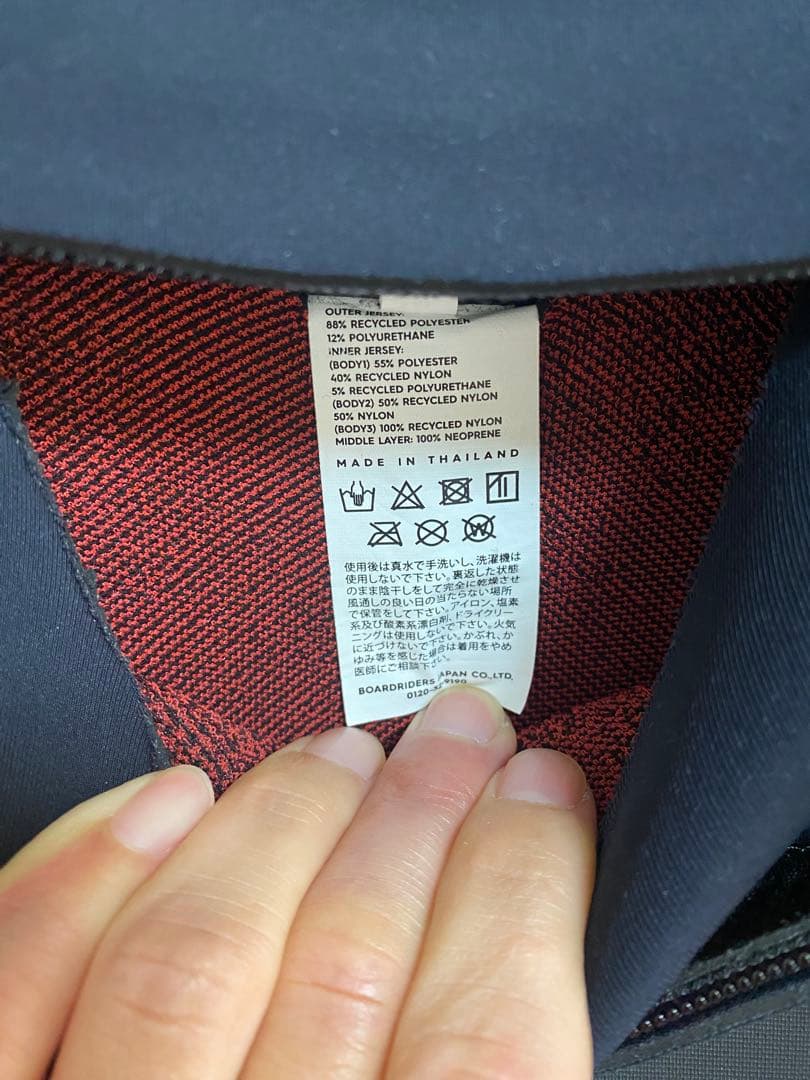 OUTER JERSEY:
88% RECYCLED POLYESTER
12% POLYURETHANE
INNER JERSEY:
(BODY1) 55% POLYESTER
40% RECYCLED NYLON
5% RECYCLED POLYURETHANE
(BODY2) 50% RECYCLED NYLON
50% NYLON
(BODY3) 100% RECYCLED NYLON
MIDDLE LAYER: 100% NEOPRENE
MADE IN THAILAND
W
使用後は真水で手洗いし、洗濯機は
使用しないで下さい。裏返した状態
のまま陰干しをして完全に乾燥させ
風通しの良い日の当たらない場所
で保管をして下さい。アイロン、塩素
系及び酸素系漂白剤、ドライクリー
ニングは使用しないで下さい。火気
に近づけないで下さい。かぶれ、か
ゆみ等を感じた場合は着用をやめ
医師にご相談下さい。
BOARDRIDERS JAPAN CO.,LTD.
0120-